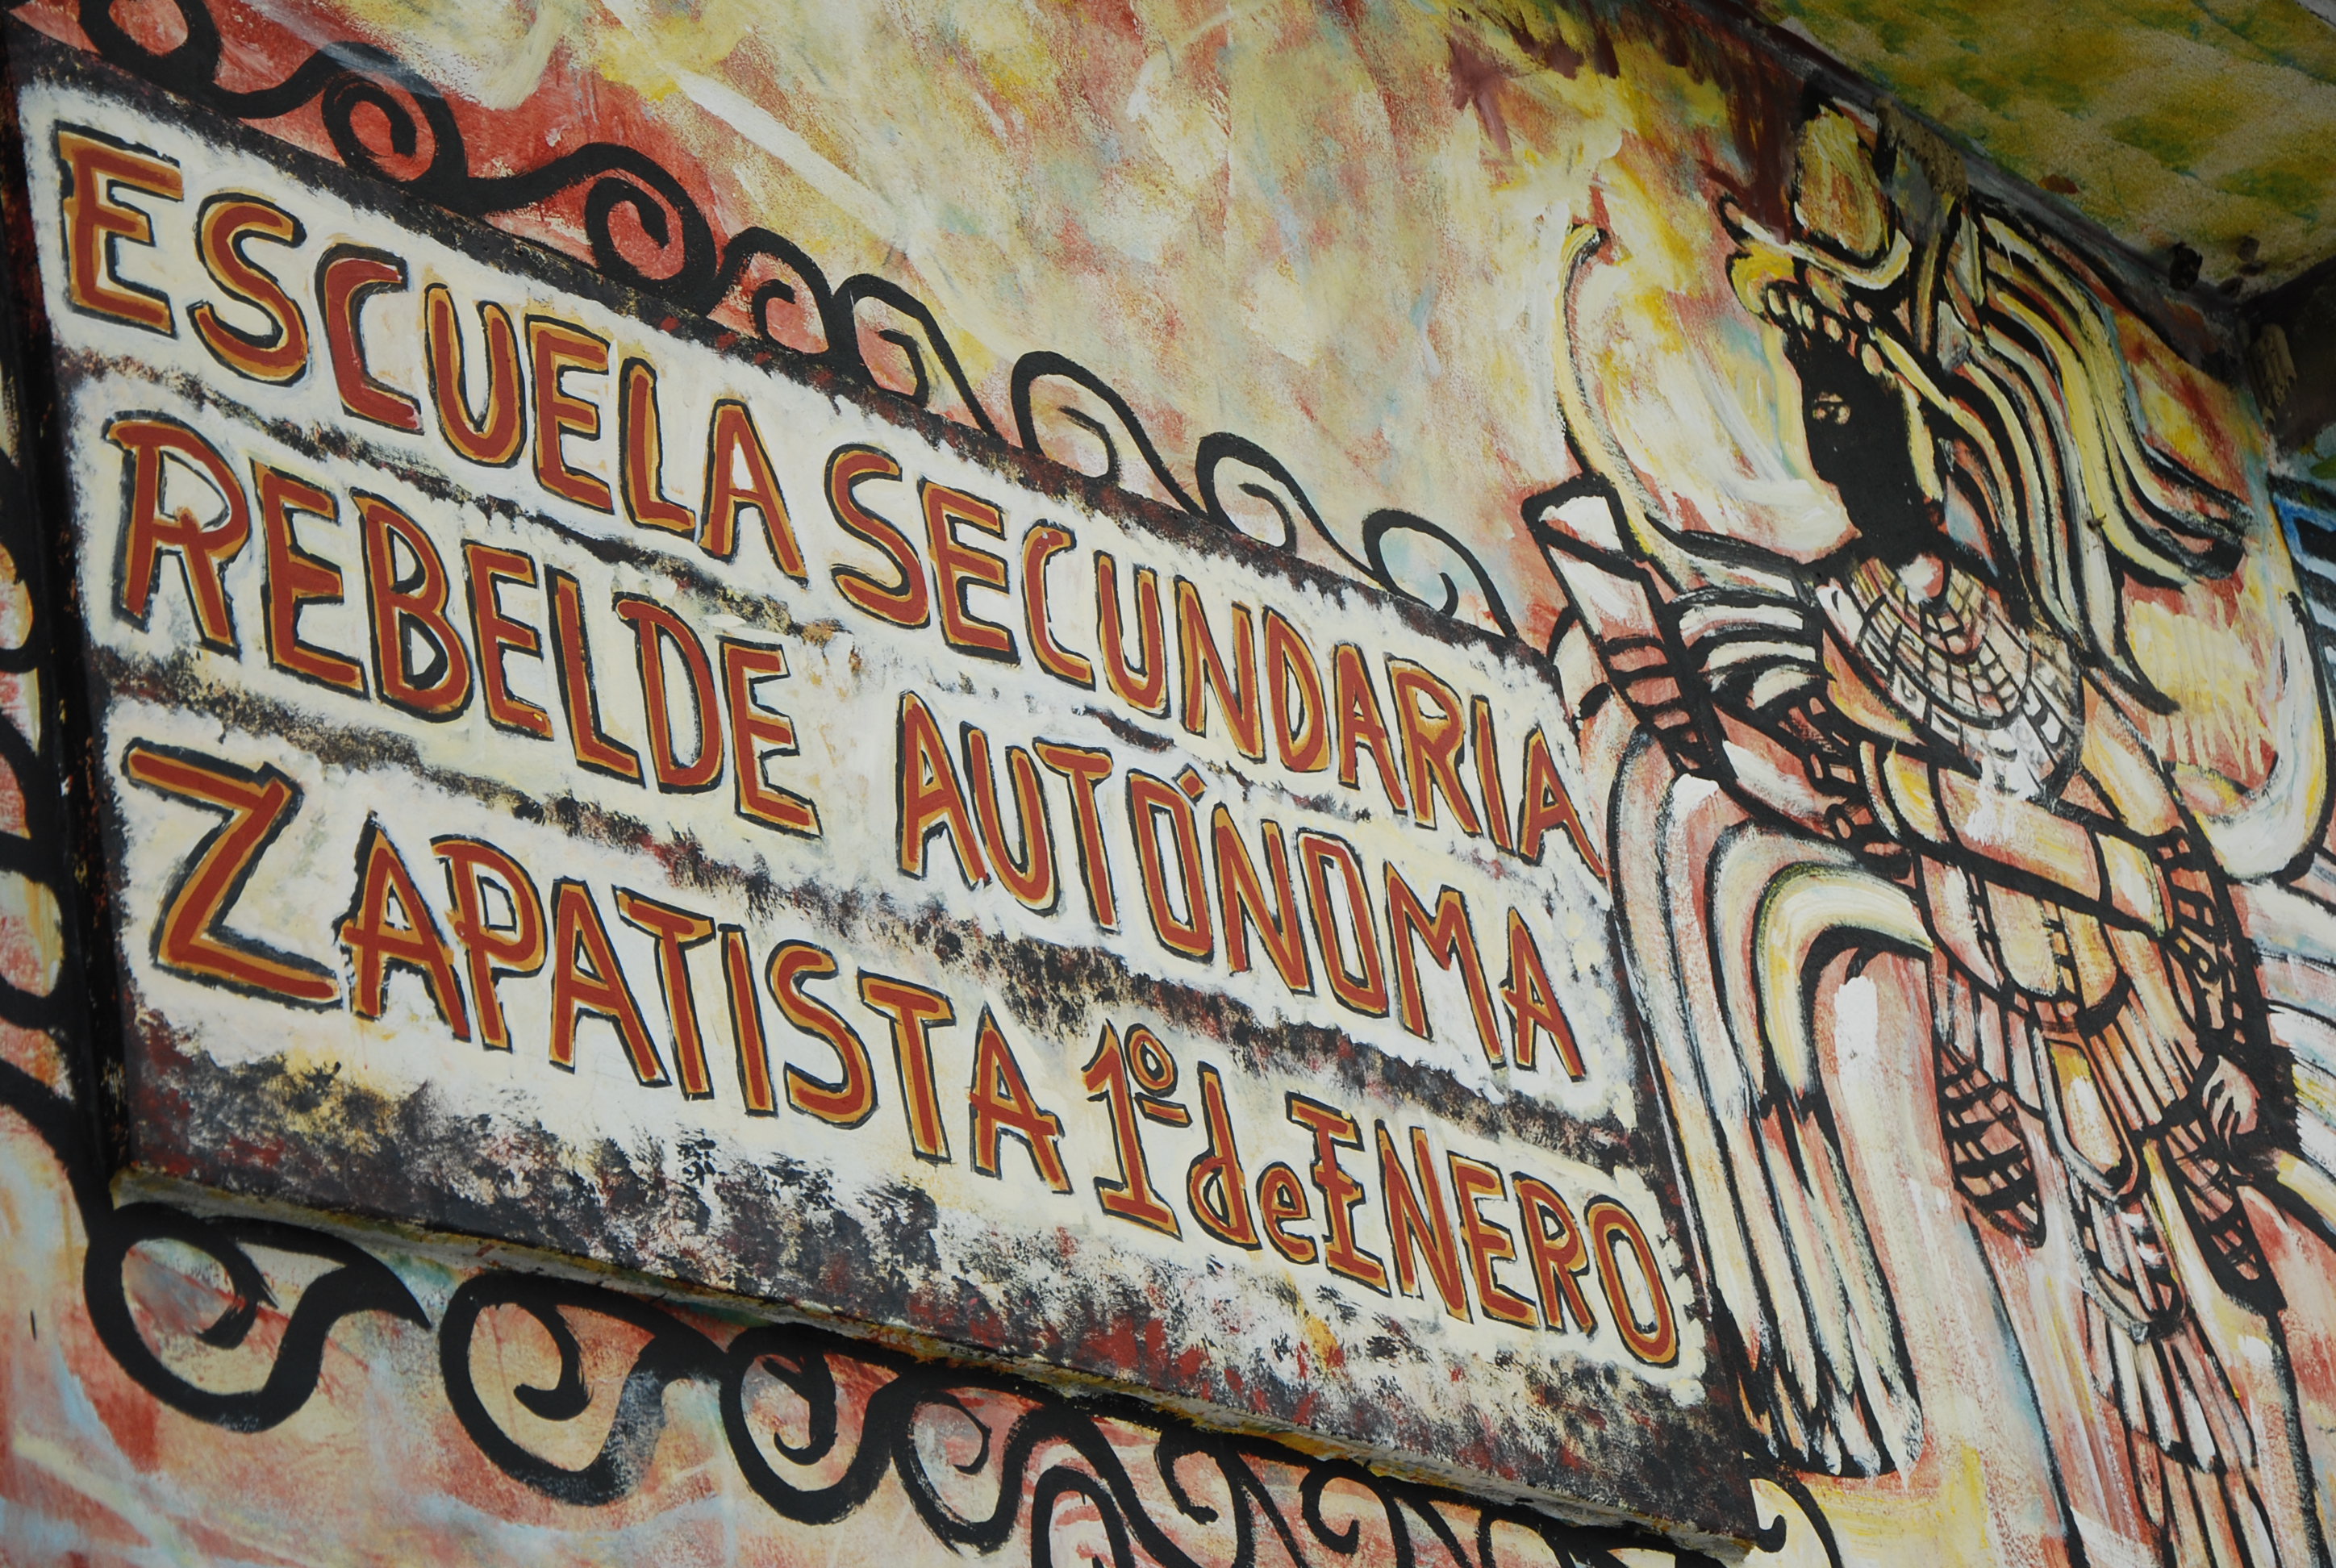 ESCUELA SECUNDARIA
REBELDE AUTÓNOMA
ZAPATISTA 1º de ENERO